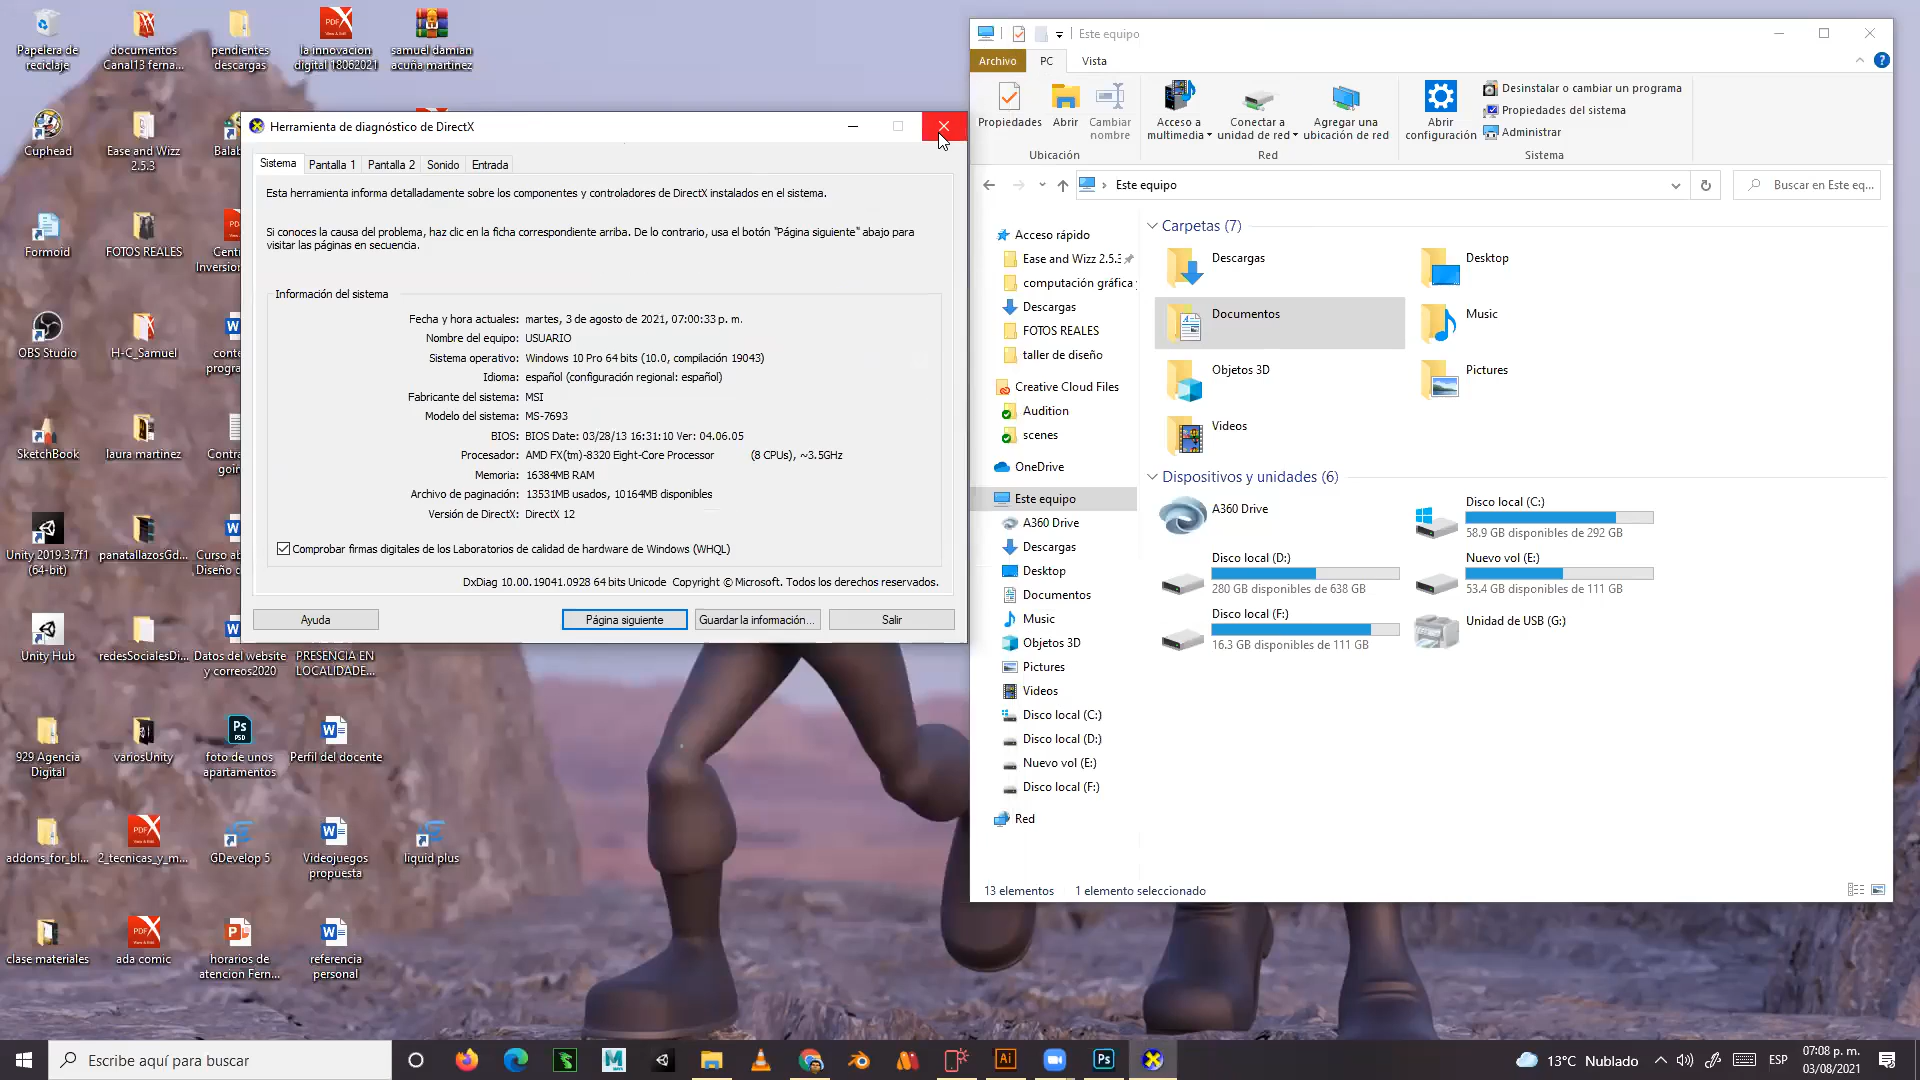 Papelera de
reciclaje
documentos
Canal13 ferna...
pendientes
descargas
la innovacion
digital 18062021
samuel damian
acuña martinez
Cuphead
Ease and Wizz
2.5.3
Formoid
FOTOS REALES
OBS Studio
H-C_Samuel
SketchBook
laura martinez
Unity 2019.3.7f1
(64-bit)
panatallazosGd...
Unity Hub
redesSocialesDi...
Datos del website
y correos2020
PRESENCIA EN
LOCALIDADE...
929 Agencia
Digital
variosUnity
foto de unos
apartamentos
Perfil del docente
addons_for_bl...
2_tecnicas_y_m...
GDevelop 5
Videojuegos
propuesta
liquid plus
clase materiales
ada comic
horarios de
atencion Fern...
referencia
personal
Herramienta de diagnóstico de DirectX
Sistema
Pantalla 1
Pantalla 2
Sonido
Entrada
Esta herramienta informa detalladamente sobre los componentes y controladores de DirectX instalados en el sistema.
Si conoces la causa del problema, haz clic en la ficha correspondiente arriba. De lo contrario, usa el botón "Página siguiente" abajo para
visitar las páginas en secuencia.
Información del sistema
Fecha y hora actuales: martes, 3 de agosto de 2021, 07:00:33 p. m.
Nombre del equipo: USUARIO
Sistema operativo: Windows 10 Pro 64 bits (10.0, compilación 19043)
Idioma: español (configuración regional: español)
Fabricante del sistema: MSI
Modelo del sistema: MS-7693
BIOS: BIOS Date: 03/28/13 16:31:10 Ver: 04.06.05
Procesador: AMD FX(tm)-8320 Eight-Core Processor (8 CPUs), ~3.5GHz
Memoria: 16384MB RAM
Archivo de paginación: 13531MB usados, 10164MB disponibles
Versión de DirectX: DirectX 12
Comprobar firmas digitales de los Laboratorios de calidad de hardware de Windows (WHQL)
DxDiag 10.00.19041.0928 64 bits Unicode Copyright © Microsoft. Todos los derechos reservados.
Ayuda
Página siguiente
Guardar la información...
Salir
Este equipo
Archivo
PC
Vista
Propiedades
Abrir
Cambiar
nombre
Acceso a
multimedia
Conectar a
unidad de red
Agregar una
ubicación de red
Abrir
configuración
Desinstalar o cambiar un programa
Propiedades del sistema
Administrar
Ubicación
Red
Sistema
Este equipo
Buscar en Este eq...
Acceso rápido
Ease and Wizz 2.5.3
computación gráfica
Descargas
FOTOS REALES
taller de diseño
Creative Cloud Files
Audition
scenes
OneDrive
Este equipo
A360 Drive
Descargas
Desktop
Documentos
Music
Objetos 3D
Pictures
Videos
Disco local (C:)
Disco local (D:)
Nuevo vol (E:)
Disco local (F:)
Red
Carpetas (7)
Descargas
Desktop
Documentos
Music
Objetos 3D
Pictures
Videos
Dispositivos y unidades (6)
A360 Drive
Disco local (C:)
58.9 GB disponibles de 292 GB
Disco local (D:)
280 GB disponibles de 638 GB
Nuevo vol (E:)
53.4 GB disponibles de 111 GB
Disco local (F:)
16.3 GB disponibles de 111 GB
Unidad de USB (G:)
13 elementos
1 elemento seleccionado
Escribe aquí para buscar
13°C Nublado
ESP
07:08 p. m.
03/08/2021